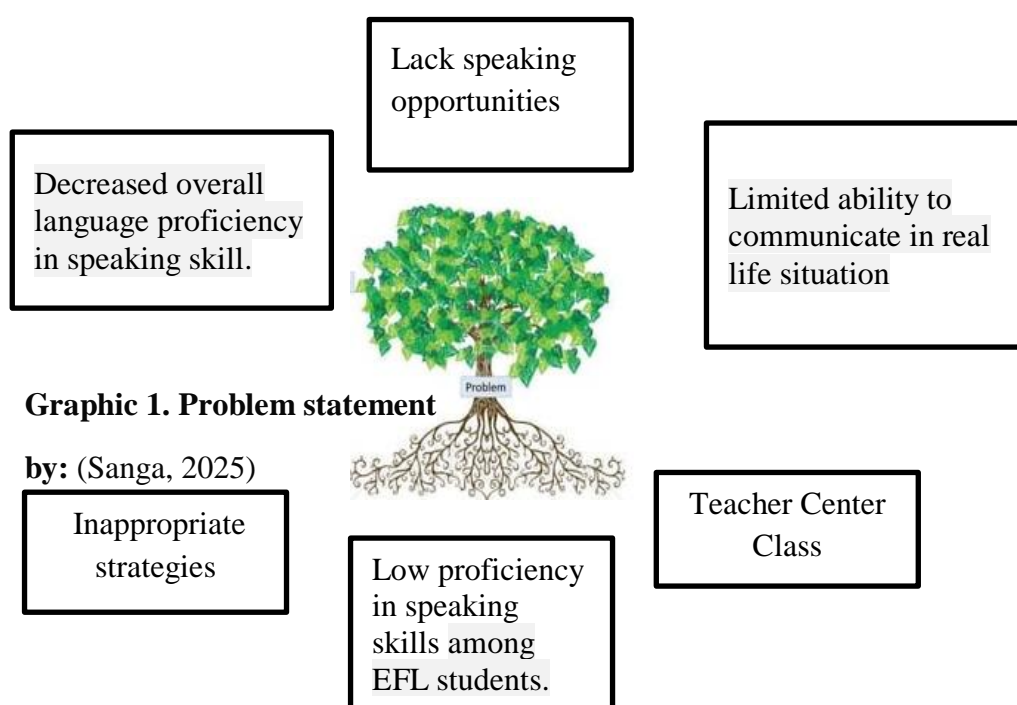 Lack speaking
opportunities
Decreased overall
language proficiency
in speaking skill.
Limited ability to
communicate in real
life situation
Problem
Graphic 1. Problem statement
by: (Sanga, 2025)
Inappropriate
strategies
Teacher Center
Class
Low proficiency
in speaking
skills among
EFL students.